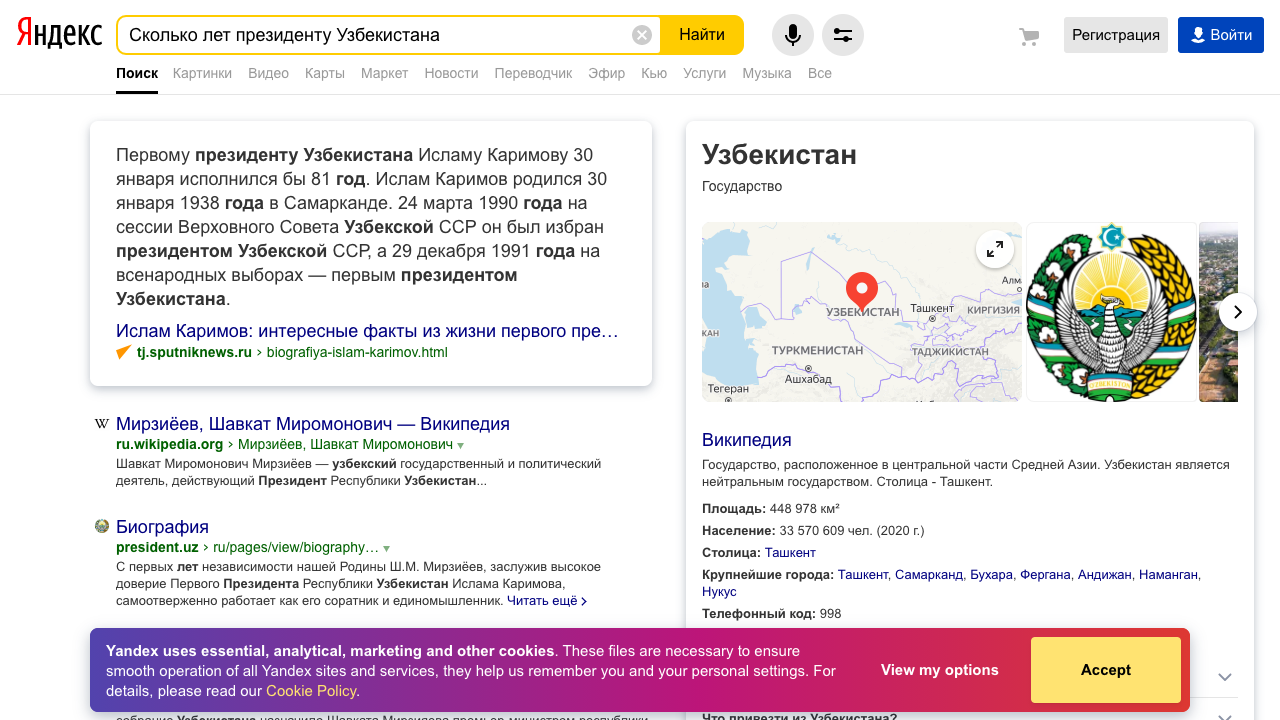 Яндекс
Сколько лет президенту Узбекистана
Найти
Регистрация
Войти
Поиск Картинки Видео Карты Маркет Новости Переводчик Эфир Кью Услуги Музыка Все
Первому президенту Узбекистана Исламу Каримову 30
января исполнился бы 81 год. Ислам Каримов родился 30
января 1938 года в Самарканде. 24 марта 1990 года на
сессии Верховного Совета Узбекской ССР он был избран
президентом Узбекской ССР, а 29 декабря 1991 года на
всенародных выборах — первым президентом
Узбекистана.
Ислам Каримов: интересные факты из жизни первого пре…
tj.sputniknews.ru › biografiya-islam-karimov.html
Мирзиёев, Шавкат Миромонович — Википедия
ru.wikipedia.org › Мирзиёев, Шавкат Миромонович
Шавкат Миромонович Мирзиёев — узбекский государственный и политический
деятель, действующий Президент Республики Узбекистан...
Биография
president.uz › ru/pages/view/biography…
С первых лет независимости нашей Родины Ш.М. Мирзиёев, заслужив высокое
доверие Первого Президента Республики Узбекистан Ислама Каримова,
самоотверженно работает как его соратник и единомышленник. Читать ещё ›
Узбекистан
Государство
УЗБЕКИСТАН
Ташкент
КИРГИЗИЯ
ТУРКМЕНИСТАН
ТАДЖИКИСТАН
Ашхабад
Тегеран
Википедия
Государство, расположенное в центральной части Средней Азии. Узбекистан является
нейтральным государством. Столица - Ташкент.
Площадь: 448 978 км²
Население: 33 570 609 чел. (2020 г.)
Столица: Ташкент
Крупнейшие города: Ташкент, Самарканд, Бухара, Фергана, Андижан, Наманган,
Нукус
Телефонный код: 998
Yandex uses essential, analytical, marketing and other cookies. These files are necessary to ensure
smooth operation of all Yandex sites and services, they help us remember you and your personal settings. For
details, please read our Cookie Policy.
View my options
Accept
Что привезти из Узбекистана?